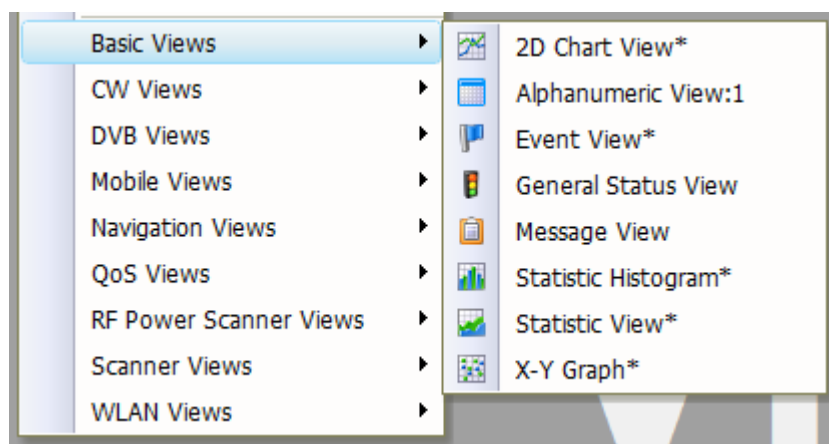 Basic Views
CW Views
DVB Views
Mobile Views
Navigation Views
QoS Views
RF Power Scanner Views
Scanner Views
WLAN Views
2D Chart View*
Alphanumeric View:1
Event View*
General Status View
Message View
Statistic Histogram*
Statistic View*
X-Y Graph*